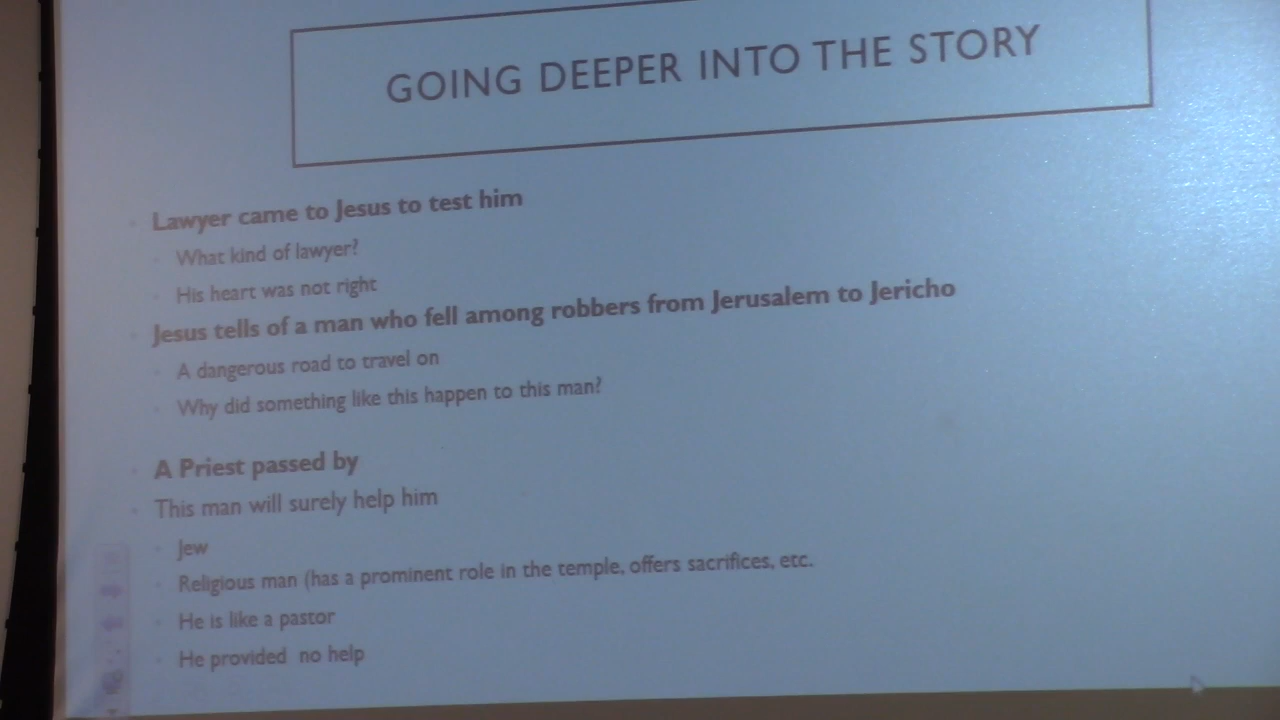 GOING DEEPER INTO THE STORY
Lawyer came to Jesus to test him
What kind of lawyer?
His heart was not right
Jesus tells of a man who fell among robbers from Jerusalem to Jericho
A dangerous road to travel on
Why did something like this happen to this man?
A Priest passed by
This man will surely help him
Jew
Religious man (has a prominent role in the temple, offers sacrifices, etc.
He is like a pastor
He provided no help